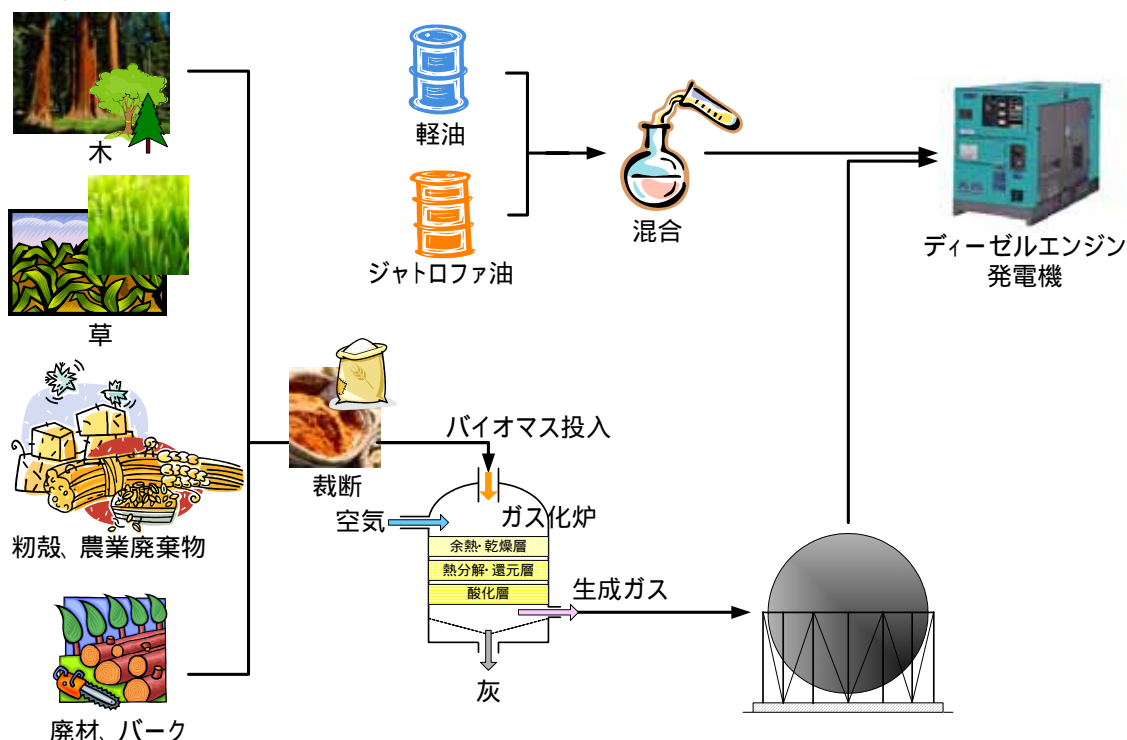 木
草
籾殻、農業廃棄物
廃材、バーク
軽油
ジャトロファ油
混合
ディーゼルエンジン
発電機
裁断
バイオマス投入
空気
ガス化炉
余熱・乾燥層
熱分解・還元層
酸化層
生成ガス
灰